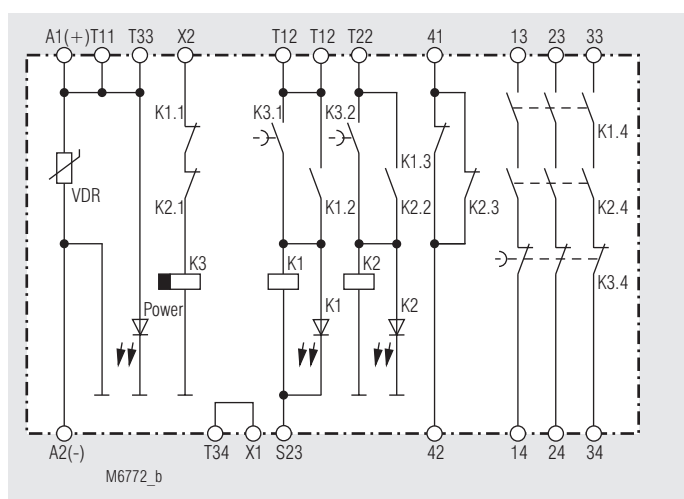 A1(+) T11 T33 X2 T12 T12 T22 41 13 23 33
K1.1 K3.1 K3.2
K1.4
K1.3
VDR K2.1 K1.2 K2.2 K2.3 K2.4
K3 K1 K2
K3.4
Power K1 K2
A2(-) T34 X1 S23 42 14 24 34
M6772_b